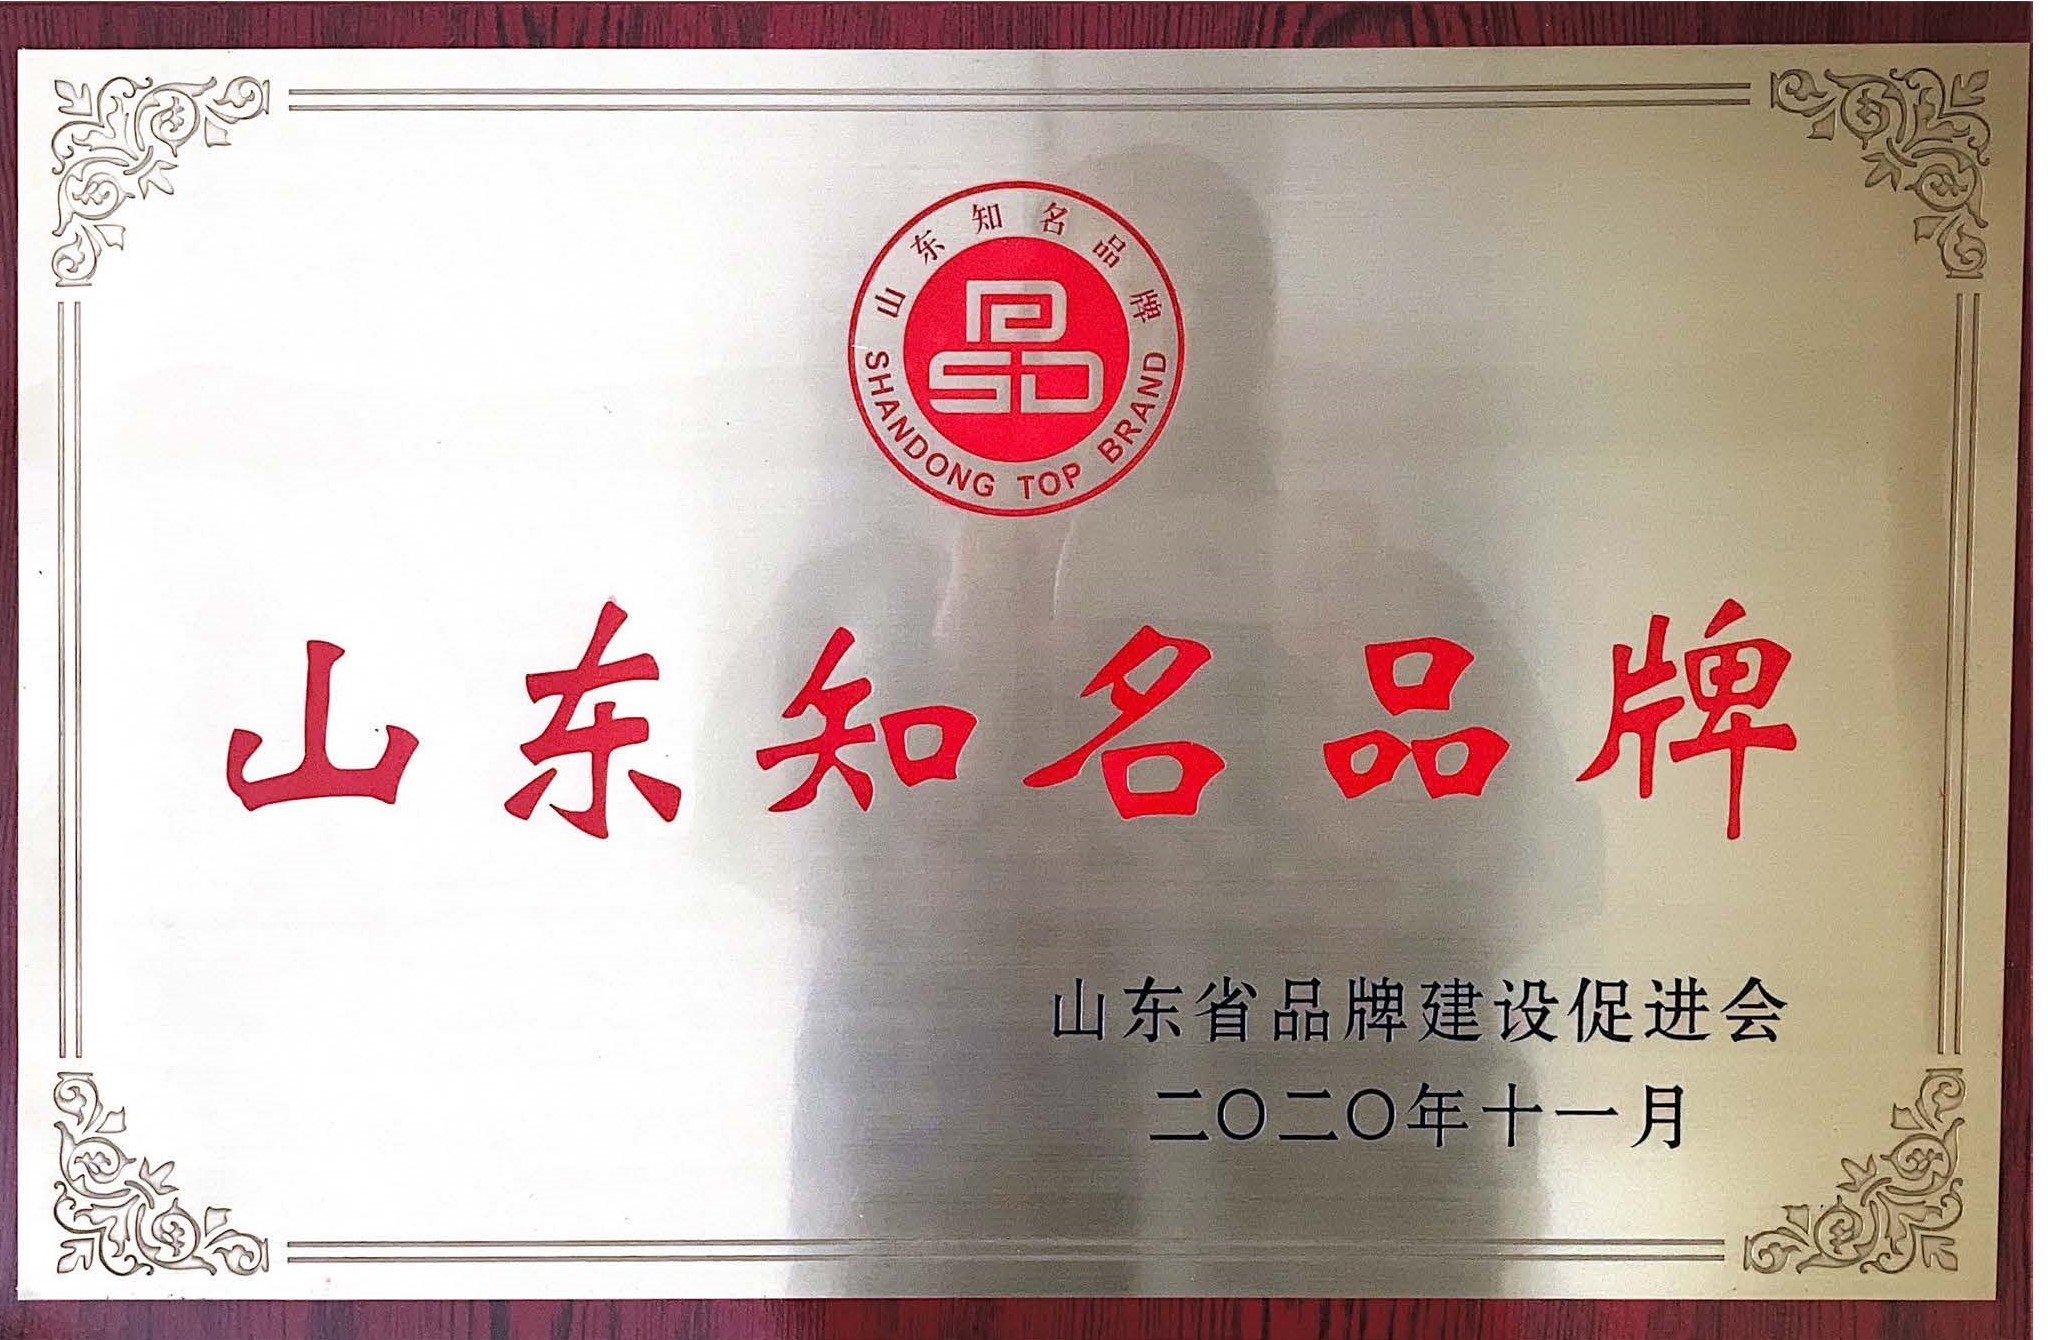 山东知名品牌
SHANDONG TOP BRAND
PSD
山东知名品牌
山东省品牌建设促进会
二〇二〇年十一月